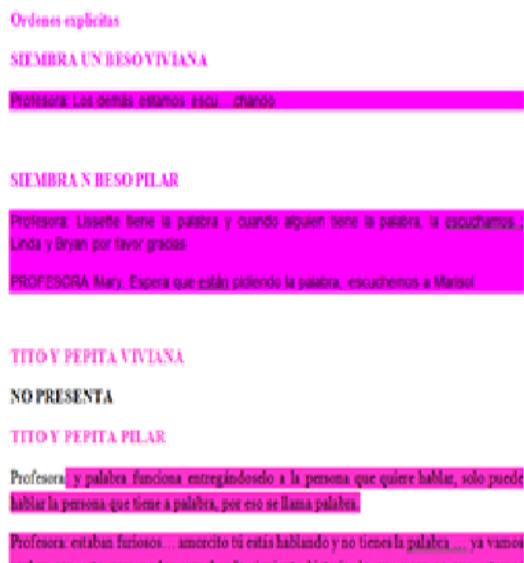 Ordenes explicitas
SIEMBRA UN BESO VIVIANA
Profesora: Los demás estamos escu....chando
SIEMBRA N BESO PILAR
Profesora: Lissette tiene la palabra y cuando alguien tiene la palabra, la escuchamos ,
Linda y Bryan por favor gracias
PROFESORA Mary. Espera que están pidiendo la palabra, escuchemos a Marisol
TITO Y PEPITA VIVIANA
NO PRESENTA
TITO Y PEPITA PILAR
Profesora: y palabra funciona entregándoselo a la persona que quiere hablar, solo puede
hablar la persona que tiene a palabra, por eso se llama palabra.
Profesora: estaban furiosos… amorcito tú estás hablando y no tienes la palabra..... ya vamos